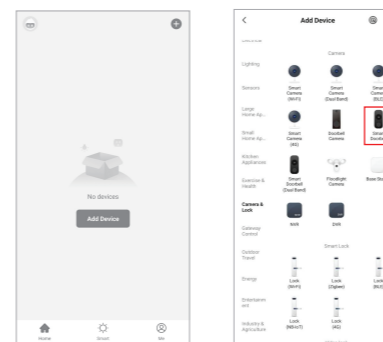 No devices
Add Device
Home
Smart
Me
Add Device
Lighting
Sensors
Large
Home Ap...
Small
Home Ap...
Kitchen
Appliances
Exercise &
Health
Camera &
Lock
Gateway
Control
Outdoor
Travel
Energy
Entertainm
ent
Industry &
Agriculture
Camera
Smart
Camera
(Wi-Fi)
Smart
Camera
(Dual Band)
Smart
Camera
(4G)
Doorbell
Camera
Smart
Doorbell
(Dual Band)
Floodlight
Camera
NVR
DVR
Smart Lock
Lock
(Wi-Fi)
Lock
(Zigbee)
Lock
(NB-IoT)
Lock
(4G)